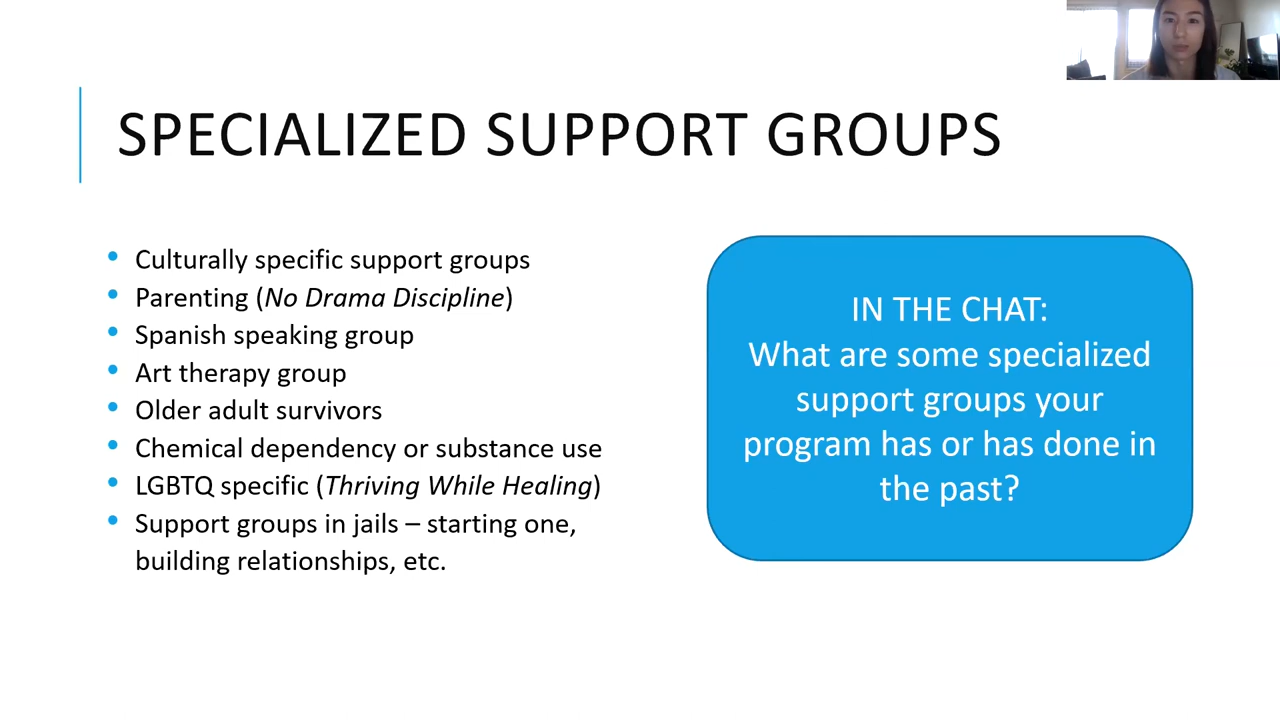 SPECIALIZED SUPPORT GROUPS
• Culturally specific support groups
• Parenting (No Drama Discipline)
• Spanish speaking group
• Art therapy group
• Older adult survivors
• Chemical dependency or substance use
• LGBTQ specific (Thriving While Healing)
• Support groups in jails – starting one,
building relationships, etc.
IN THE CHAT:
What are some specialized
support groups your
program has or has done in
the past?